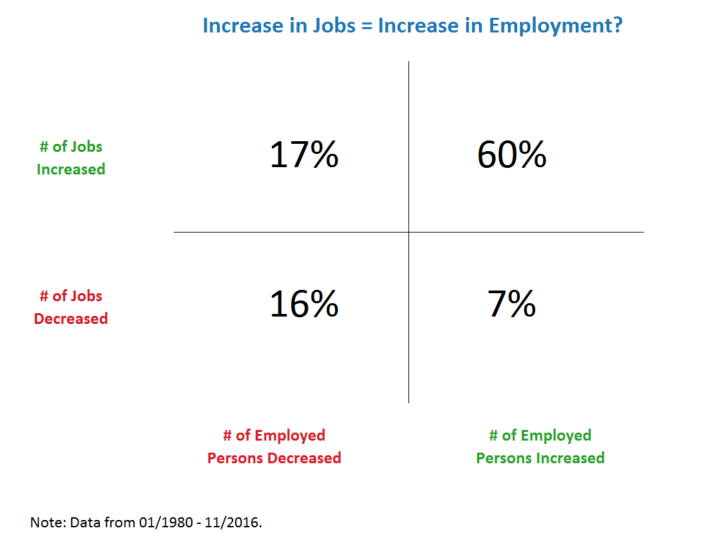 Increase in Jobs = Increase in Employment?
# of Jobs
Increased
17%
60%
# of Jobs
Decreased
16%
7%
# of Employed
Persons Decreased
# of Employed
Persons Increased
Note: Data from 01/1980 - 11/2016.